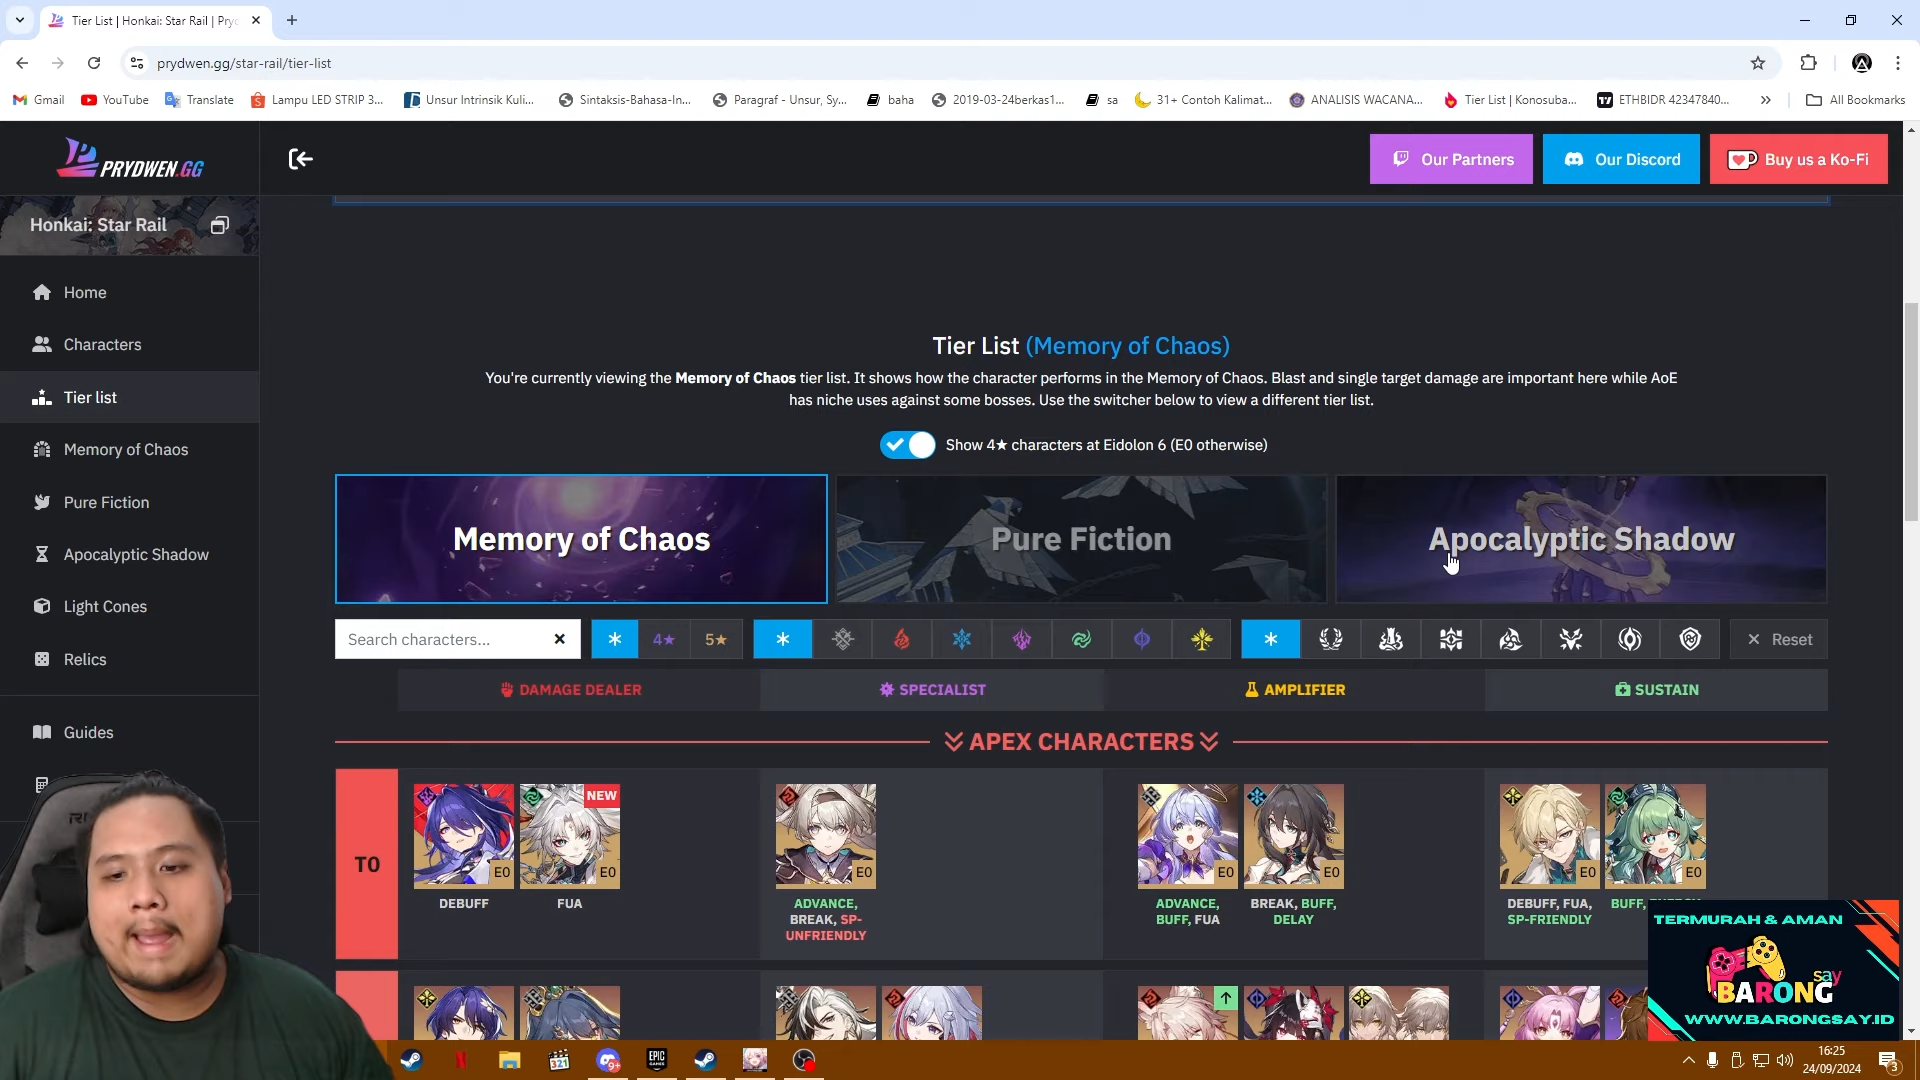 Tier List | Honkai: Star Rail | Pryd
prydwen.gg/star-rail/tier-list
Gmail
YouTube
Translate
Lampu LED STRIP 3...
Unsur Intrinsik Kuli...
Sintaksis-Bahasa-In...
Paragraf - Unsur, Sy...
baha
2019-03-24berkas1...
sa
31+ Contoh Kalimat...
ANALISIS WACANA...
Tier List | Konosuba...
ETHBIDR 42347840...
All Bookmarks
PRYDWEN.GG
Our Partners
Our Discord
Buy us a Ko-Fi
Honkai: Star Rail
Home
Characters
Tier list
Memory of Chaos
Pure Fiction
Apocalyptic Shadow
Light Cones
Relics
Guides
Tier List (Memory of Chaos)
You're currently viewing the Memory of Chaos tier list. It shows how the character performs in the Memory of Chaos. Blast and single target damage are important here while AoE
has niche uses against some bosses. Use the switcher below to view a different tier list.
Show 4★ characters at Eidolon 6 (E0 otherwise)
Memory of Chaos
Pure Fiction
Apocalyptic Shadow
Search characters...
4★
5★
Reset
DAMAGE DEALER
SPECIALIST
AMPLIFIER
SUSTAIN
APEX CHARACTERS
T0
NEW
E0
E0
E0
E0
E0
E0
E0
DEBUFF
FUA
ADVANCE,
BREAK, SP-
UNFRIENDLY
ADVANCE,
BUFF, FUA
BREAK, BUFF,
DELAY
DEBUFF, FUA,
SP-FRIENDLY
BUFF,
TERMURAH & AMAN
BARONG
say
WWW.BARONGSAY.ID
321
9+
EPIC
GAMES
16:25
24/09/2024
3